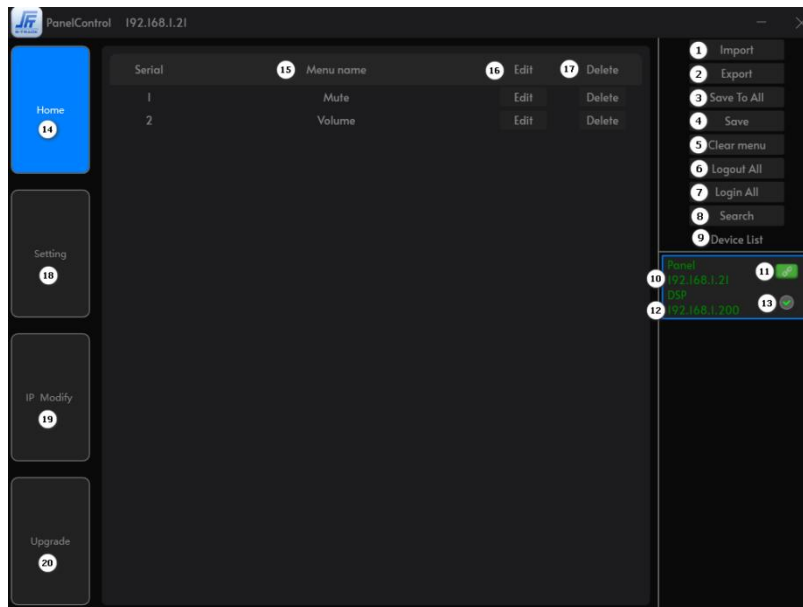 PanelControl 192.168.1.21
Home
14
Setting
18
IP Modify
19
Upgrade
20
Serial 15 Menu name 16 Edit 17 Delete
1 Mute Edit Delete
2 Volume Edit Delete
1 Import
2 Export
3 Save To All
4 Save
5 Clear menu
6 Logout All
7 Login All
8 Search
9 Device List
Panel 11
10 192.168.1.21
DSP 13
12 192.168.1.200